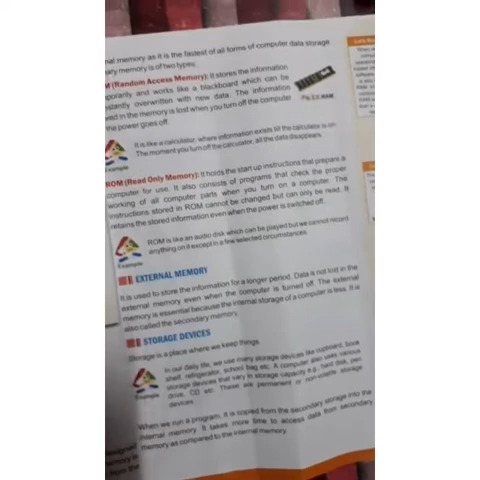 nal memory as it is the fastest of all forms of computer data storage
ary memory is of two types:
M (Random Access Memory): It stores the information
porarily and works like a blackboard which can be
nstantly overwritten with new data. The information
red in the memory is lost when you turn off the computer
the power goes off.
RAM
It is like a calculator, where information exists till the calculator is on.
The moment you turn off the calculator, all the data disappears.
Example
ROM (Read Only Memory): It holds the start up instructions that prepare a
computer for use. It also consists of programs that check the proper
working of all computer parts when you turn on a computer. The
instructions stored in ROM cannot be changed but can only be read. It
retains the stored information even when the power is switched off.
ROM is like an audio disk which can be played but we cannot record
anything on it except in a few selected circumstances.
Example
EXTERNAL MEMORY
It is used to store the information for a longer period. Data is not lost in the
external memory even when the computer is turned off. The external
memory is essential because the internal storage of a computer is less. It is
also called the secondary memory.
STORAGE DEVICES
Storage is a place where we keep things.
In our daily life, we use many storage devices like cupboard, book
shelf, refrigerator, school bag etc. A computer also uses various
storage devices that vary in storage capacity e.g. hard disk, pen
drive, CD etc. These are permanent or non-volatile storage
devices.
Example
When we run a program, it is copied from the secondary storage into the
internal memory. It takes more time to access data from secondary
memory as compared to the internal memory.